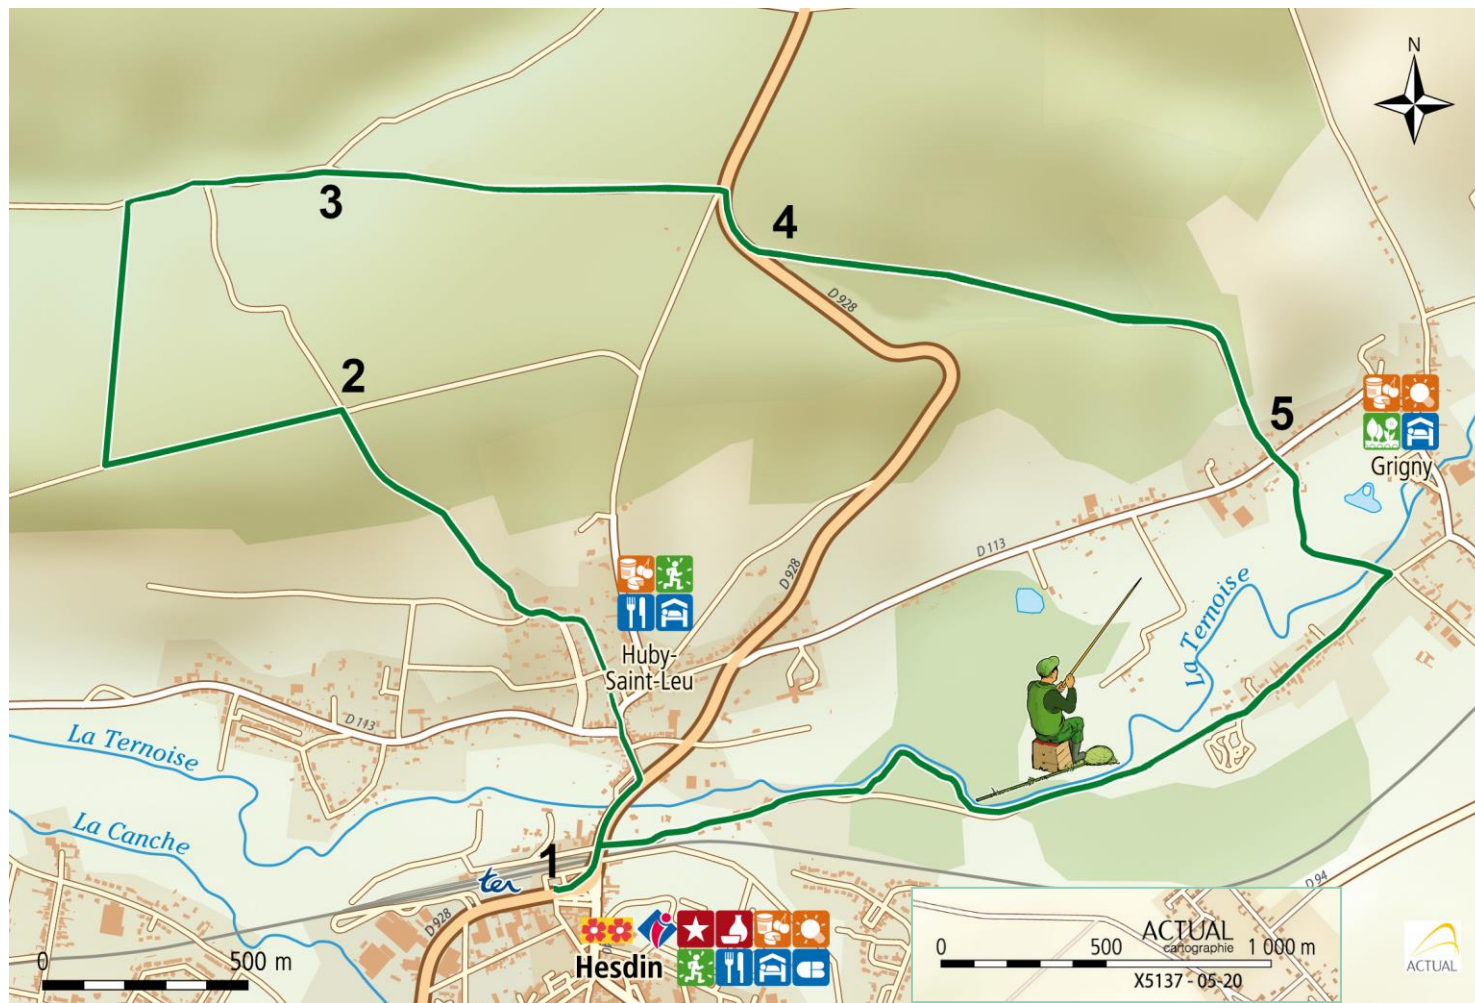 N
3
4
D 928
2
5
Grigny
D 113
D 928
La Ternoise
Huby-
Saint-Leu
D 113
La Ternoise
La Canche
1
ter
D 928
D 94
Hesdin
0 500 m
ACTUAL
cartographie
0 500 1 000 m
X5137 - 05-20
ACTUAL